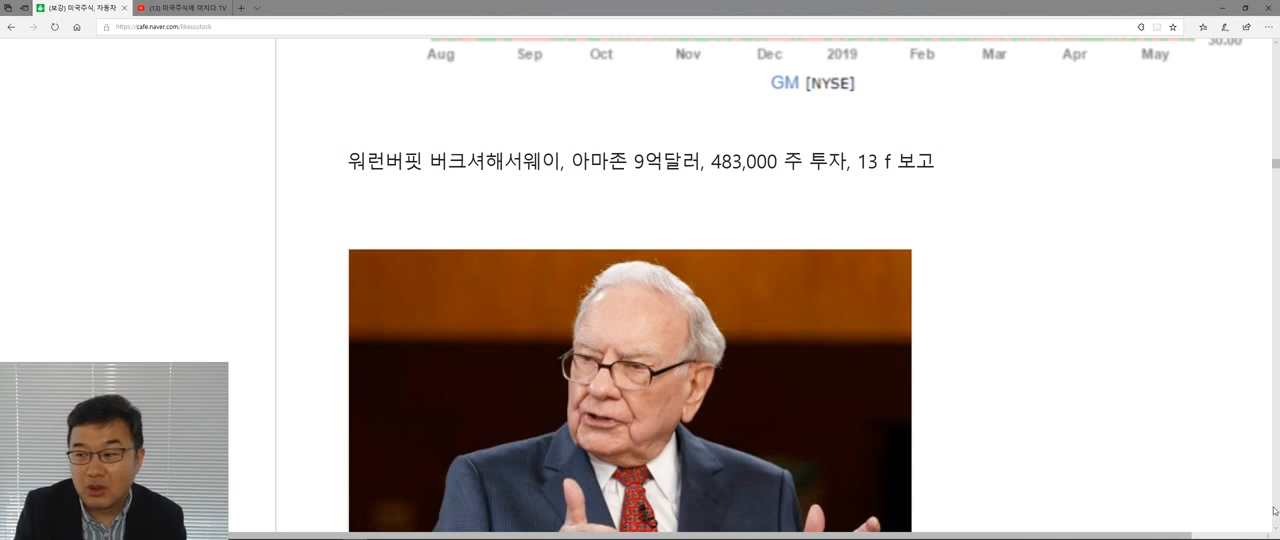 (보강) 미국주식, 자동차
(13) 미국주식에 미치다 TV
https://cafe.naver.com/likeusstock
30.00
Aug Sep Oct Nov Dec 2019 Feb Mar Apr May
GM [NYSE]
워런버핏 버크셔해서웨이, 아마존 9억달러, 483,000 주 투자, 13 f 보고